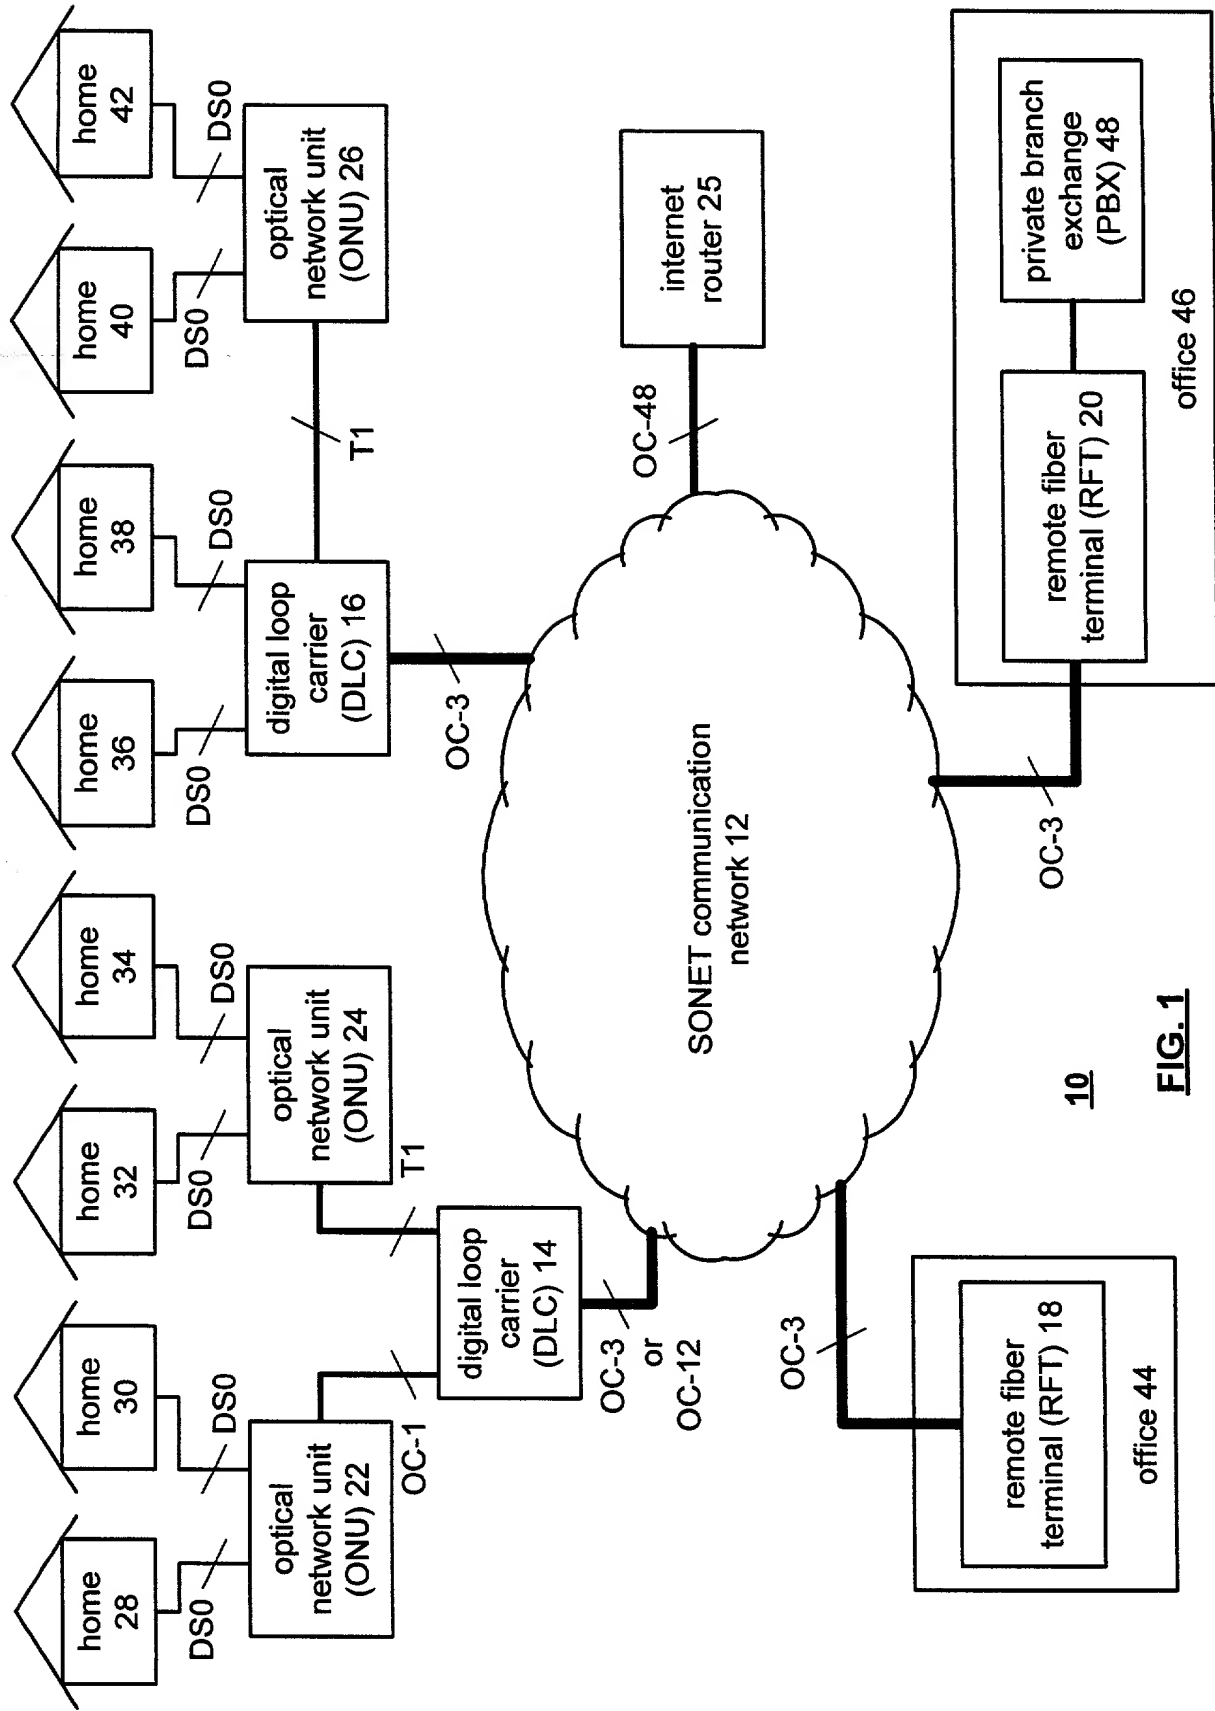 home
28
home
30
home
32
home
34
home
36
home
38
home
40
home
42
DS0
DS0
DS0
DS0
DS0
DS0
DS0
DS0
optical
network unit
(ONU) 22
optical
network unit
(ONU) 24
digital loop
carrier
(DLC) 16
optical
network unit
(ONU) 26
OC-1
T1
T1
digital loop
carrier
(DLC) 14
OC-3
or
OC-12
OC-3
OC-48
internet
router 25
SONET communication
network 12
OC-3
OC-3
remote fiber
terminal (RFT) 18
office 44
remote fiber
terminal (RFT) 20
private branch
exchange
(PBX) 48
office 46
10
FIG. 1